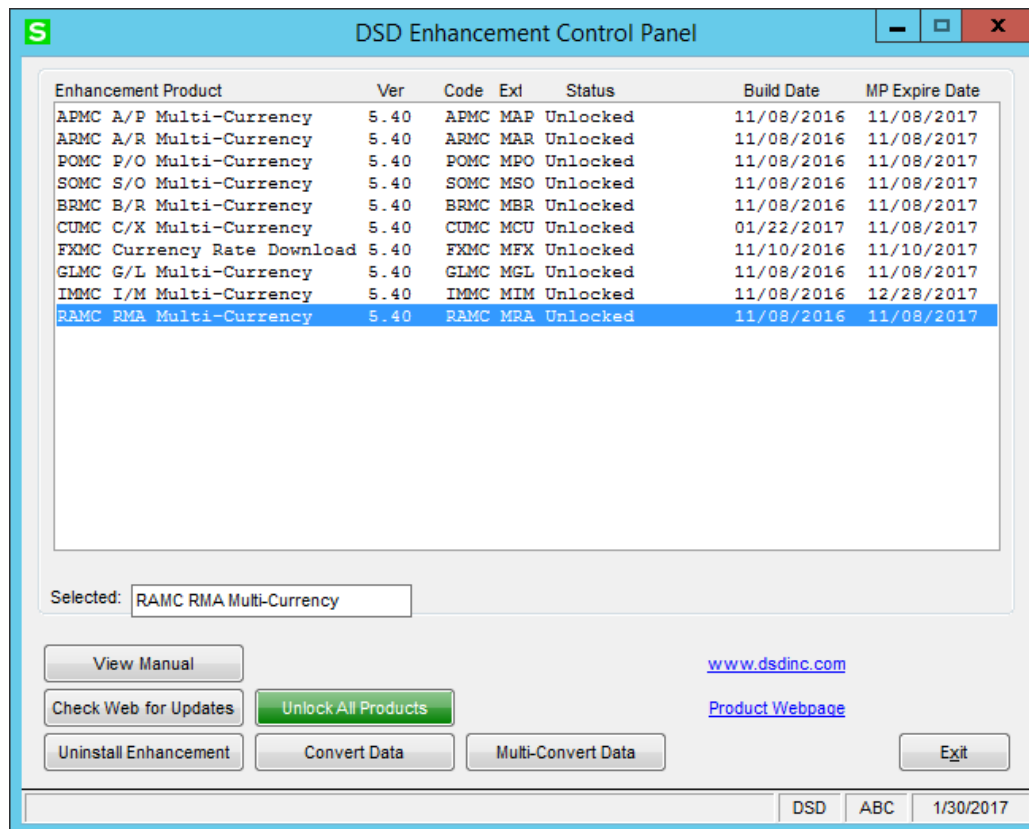 S DSD Enhancement Control Panel X
Enhancement Product Ver Code Ext Status Build Date MP Expire Date
APMC A/P Multi-Currency 5.40 APMC MAP Unlocked 11/08/2016 11/08/2017
ARMC A/R Multi-Currency 5.40 ARMC MAR Unlocked 11/08/2016 11/08/2017
POMC P/O Multi-Currency 5.40 POMC MPO Unlocked 11/08/2016 11/08/2017
SOMC S/O Multi-Currency 5.40 SOMC MSO Unlocked 11/08/2016 11/08/2017
BRMC B/R Multi-Currency 5.40 BRMC MBR Unlocked 11/08/2016 11/08/2017
CUMC C/X Multi-Currency 5.40 CUMC MCU Unlocked 01/22/2017 11/08/2017
FXMC Currency Rate Download 5.40 FXMC MFX Unlocked 11/10/2016 11/10/2017
GLMC G/L Multi-Currency 5.40 GLMC MGL Unlocked 11/08/2016 11/08/2017
IMMC I/M Multi-Currency 5.40 IMMC MIM Unlocked 11/08/2016 12/28/2017
RAMC RMA Multi-Currency 5.40 RAMC MRA Unlocked 11/08/2016 11/08/2017
Selected: RAMC RMA Multi-Currency
View Manual www.dsdinc.com
Check Web for Updates Unlock All Products Product Webpage
Uninstall Enhancement Convert Data Multi-Convert Data Exit
DSD ABC 1/30/2017